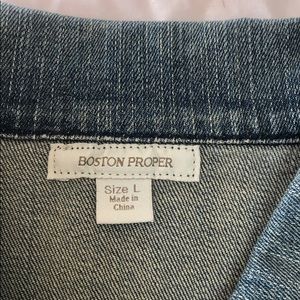 BOSTON PROPER
Size L
Made in
China